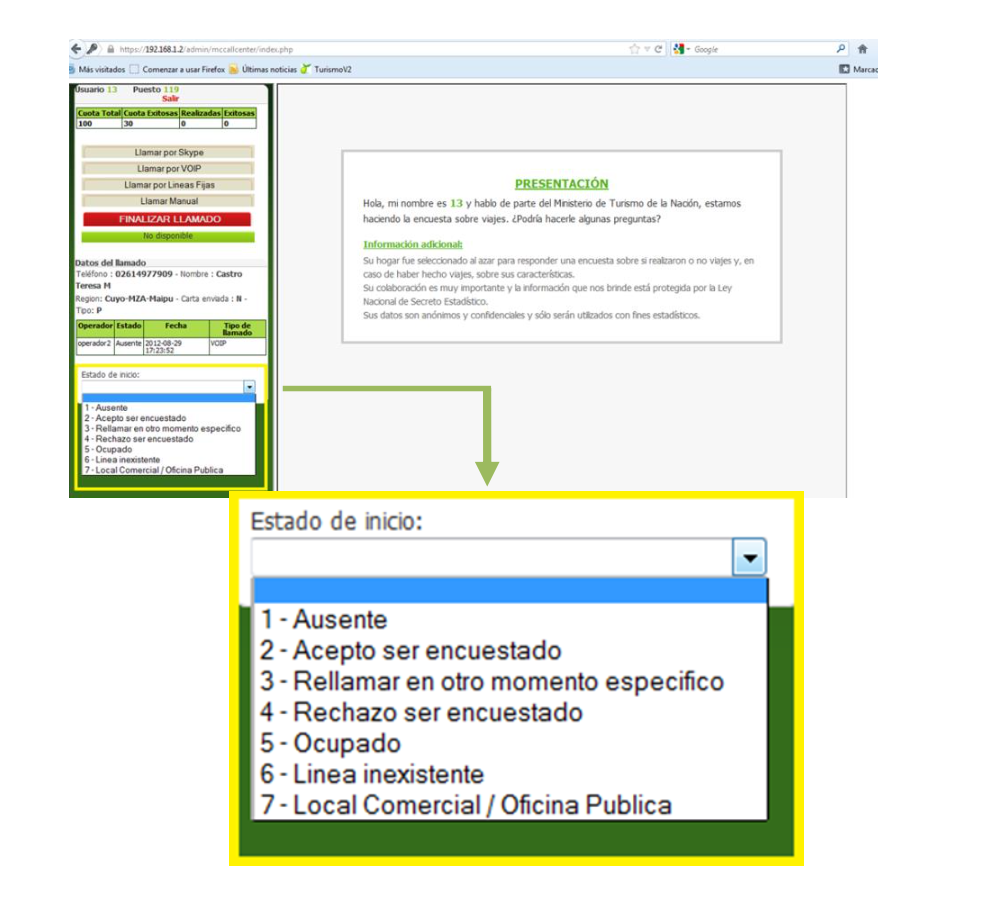 https://192.168.1.2/admin/mccallcenter/index.php
Google
Más visitados Comenzar a usar Firefox Últimas noticias TurismoV2
Marcac
Usuario 13 Puesto 119
Salir
Cuota Total Cuota Exitosas Realizadas Exitosas
100 30 0 0
Llamar por Skype
Llamar por VOIP
Llamar por Lineas Fijas
Llamar Manual
FINALIZAR LLAMADO
No disponible
Datos del llamado
Teléfono : 02614977909 - Nombre : Castro
Teresa M
Region: Cuyo-MZA-Maipu - Carta enviada : N -
Tipo: P
Operador Estado Fecha Tipo de
llamado
operador2 Ausente 2012-08-29 VOIP
17:23:52
Estado de inicio:
1 - Ausente
2 - Acepto ser encuestado
3 - Rellamar en otro momento especifico
4 - Rechazo ser encuestado
5 - Ocupado
6 - Linea inexistente
7 - Local Comercial / Oficina Publica
PRESENTACIÓN
Hola, mi nombre es 13 y hablo de parte del Ministerio de Turismo de la Nación, estamos
haciendo la encuesta sobre viajes. ¿Podría hacerle algunas preguntas?
Información adicional:
Su hogar fue seleccionado al azar para responder una encuesta sobre si realizaron o no viajes y, en
caso de haber hecho viajes, sobre sus características.
Su colaboración es muy importante y la información que nos brinde está protegida por la Ley
Nacional de Secreto Estadístico.
Sus datos son anónimos y confidenciales y sólo serán utilizados con fines estadísticos.
Estado de inicio:
1 - Ausente
2 - Acepto ser encuestado
3 - Rellamar en otro momento especifico
4 - Rechazo ser encuestado
5 - Ocupado
6 - Linea inexistente
7 - Local Comercial / Oficina Publica